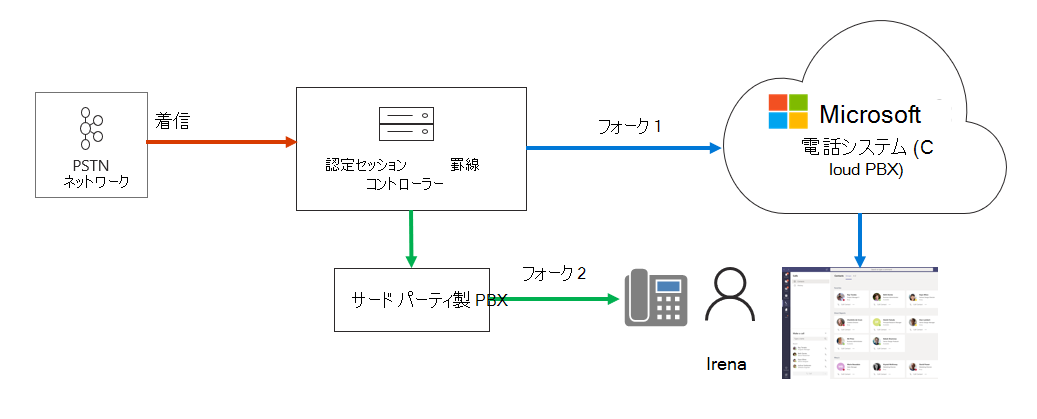 着信
PSTN
ネットワーク
認定セッション 罫線
コントローラー
フォーク 1
Microsoft
電話システム (C
loud PBX)
サード パーティ製 PBX
フォーク 2
Irena